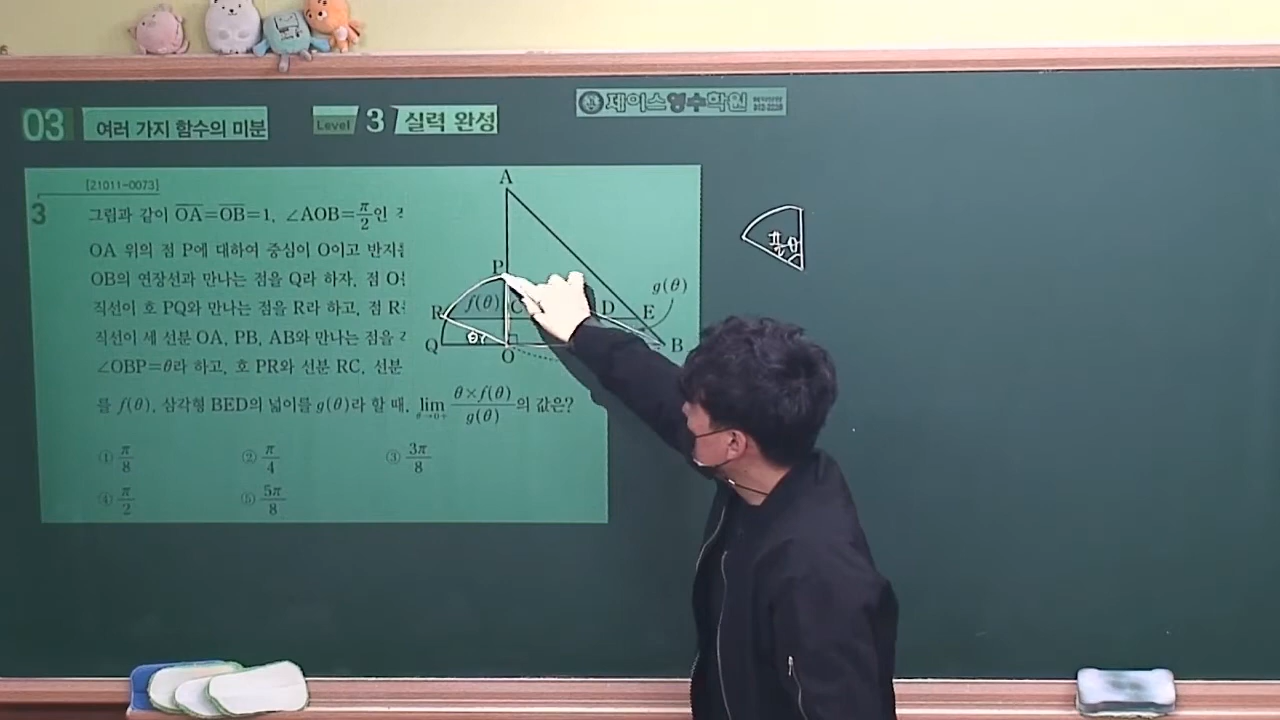 제이스영수학원
03 여러 가지 함수의 미분 Level 3 실력 완성
[21011-0073]
3 그림과 같이 OA=OB=1, ∠AOB=π/2인
OA 위의 점 P에 대하여 중심이 O이고
OB의 연장선과 만나는 점을 Q라 하자. 점
직선이 호 PQ와 만나는 점을 R라 하고, 점
직선이 세 선분 OA, PB, AB와 만나는 점을
∠OBP=θ라 하고, 호 PR와 선분 RC, 선분
를 f(θ), 삼각형 BED의 넓이를 g(θ)라 할 때, lim θ→0+ θ×f(θ)/g(θ)의 값은?
① π/8 ② π/4 ③ 3π/8
④ π/2 ⑤ 5π/8
A
P
g(θ)
R f(θ) C D E
Q θ? O B
π/2 θ